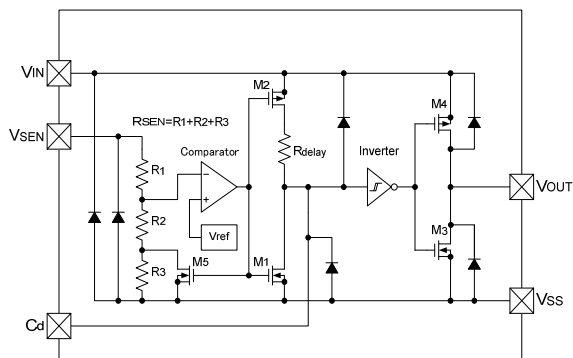 VIN
VSEN
RSEN=R1+R2+R3
M2
M4
Comparator
R1
Rdelay
Inverter
−
+
R2
Vref
VOUT
M3
R3
M5
M1
VSS
Cd